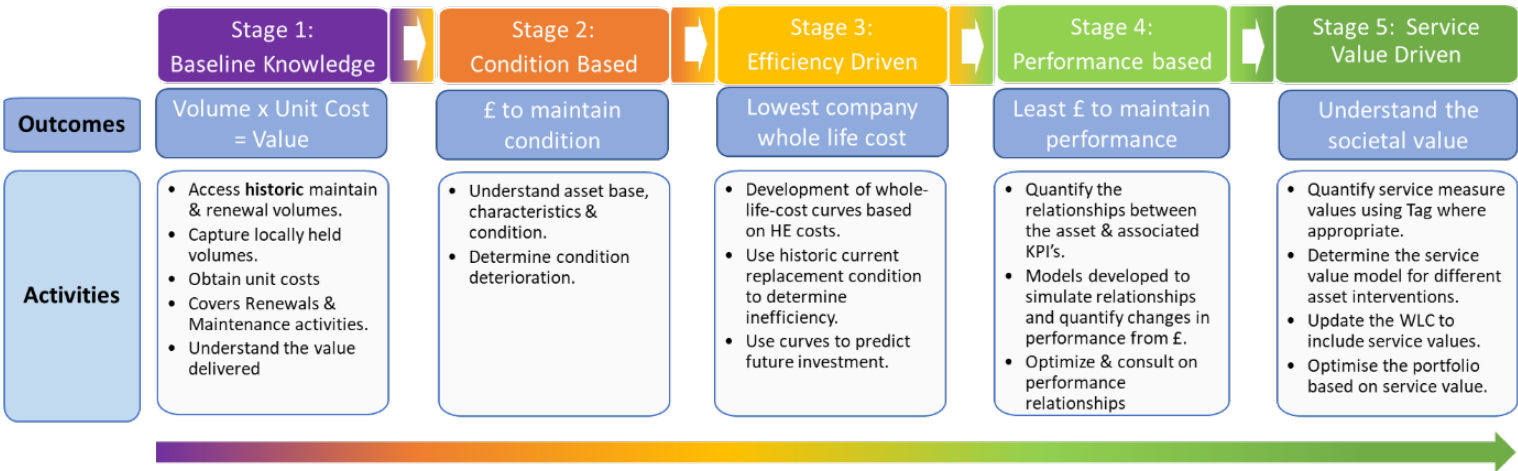 Stage 1:
Baseline Knowledge
Stage 2:
Condition Based
Stage 3:
Efficiency Driven
Stage 4:
Performance based
Stage 5: Service
Value Driven
Outcomes
Volume x Unit Cost
= Value
£ to maintain
condition
Lowest company
whole life cost
Least £ to maintain
performance
Understand the
societal value
Activities
• Access historic maintain
& renewal volumes.
• Capture locally held
volumes.
• Obtain unit costs
• Covers Renewals &
Maintenance activities.
• Understand the value
delivered
• Understand asset base,
characteristics &
condition.
• Determine condition
deterioration.
• Development of whole-
life-cost curves based
on HE costs.
• Use historic current
replacement condition
to determine
inefficiency.
• Use curves to predict
future investment.
• Quantify the
relationships between
the asset & associated
KPI's.
• Models developed to
simulate relationships
and quantify changes in
performance from £.
• Optimize & consult on
performance
relationships
• Quantify service measure
values using Tag where
appropriate.
• Determine the service
value model for different
asset interventions.
• Update the WLC to
include service values.
• Optimise the portfolio
based on service value.